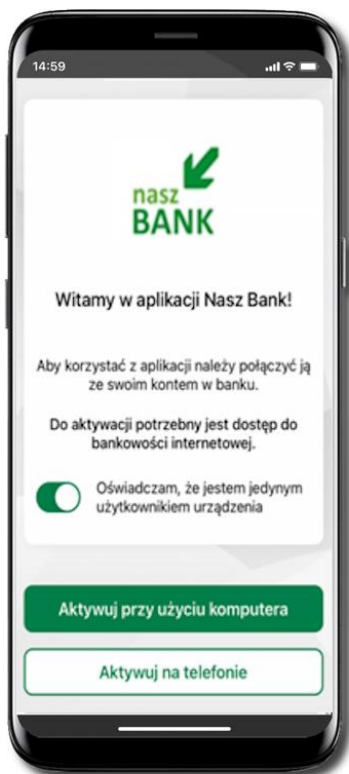 14:59
nasz
BANK
Witamy w aplikacji Nasz Bank!
Aby korzystać z aplikacji należy połączyć ją
ze swoim kontem w banku.
Do aktywacji potrzebny jest dostęp do
bankowości internetowej.
Oświadczam, że jestem jedynym
użytkownikiem urządzenia
Aktywuj przy użyciu komputera
Aktywuj na telefonie